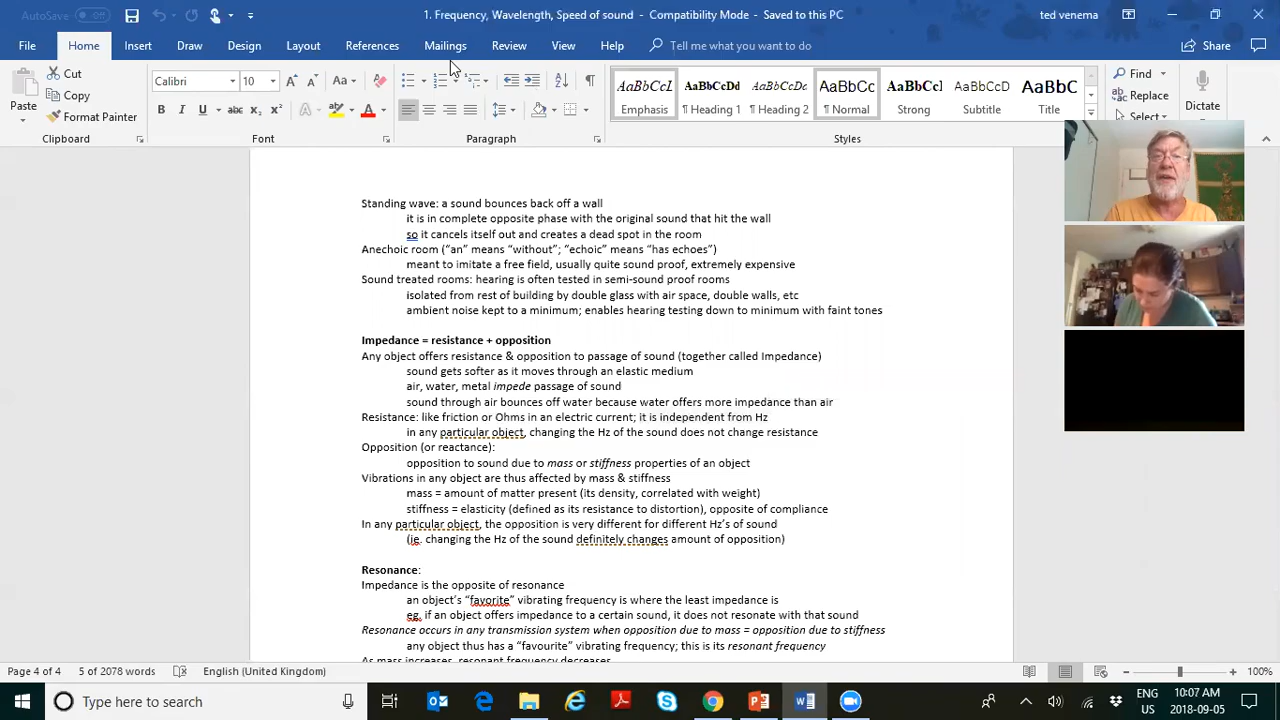 AutoSave Off
1. Frequency, Wavelength, Speed of sound - Compatibility Mode - Saved to this PC
ted venema
File Home Insert Draw Design Layout References Mailings Review View Help Tell me what you want to do Share
Paste
Cut
Copy
Format Painter
Clipboard
Calibri 10
Aa
B I U abc A A
Font
Paragraph
AaBbCcL AaBbCcDd AaBbCcDd AaBbCc AaBbCcI AaBbCcDd AaBbCc
Emphasis ¶ Heading 1 ¶ Heading 2 ¶ Normal Strong Subtitle Title
Styles
Find
Replace
Select
Dictate
Standing wave: a sound bounces back off a wall
it is in complete opposite phase with the original sound that hit the wall
so it cancels itself out and creates a dead spot in the room
Anechoic room (“an” means “without”; “echoic” means “has echoes”)
meant to imitate a free field, usually quite sound proof, extremely expensive
Sound treated rooms: hearing is often tested in semi-sound proof rooms
isolated from rest of building by double glass with air space, double walls, etc
ambient noise kept to a minimum; enables hearing testing down to minimum with faint tones
Impedance = resistance + opposition
Any object offers resistance & opposition to passage of sound (together called Impedance)
sound gets softer as it moves through an elastic medium
air, water, metal impede passage of sound
sound through air bounces off water because water offers more impedance than air
Resistance: like friction or Ohms in an electric current; it is independent from Hz
in any particular object, changing the Hz of the sound does not change resistance
Opposition (or reactance):
opposition to sound due to mass or stiffness properties of an object
Vibrations in any object are thus affected by mass & stiffness
mass = amount of matter present (its density, correlated with weight)
stiffness = elasticity (defined as its resistance to distortion), opposite of compliance
In any particular object, the opposition is very different for different Hz’s of sound
(ie. changing the Hz of the sound definitely changes amount of opposition)
Resonance:
Impedance is the opposite of resonance
an object’s “favorite” vibrating frequency is where the least impedance is
eg. if an object offers impedance to a certain sound, it does not resonate with that sound
Resonance occurs in any transmission system when opposition due to mass = opposition due to stiffness
any object thus has a “favourite” vibrating frequency; this is its resonant frequency
As mass increases, resonant frequency decreases
Page 4 of 4 5 of 2078 words English (United Kingdom) 100%
Type here to search
ENG
US
10:07 AM
2018-09-05